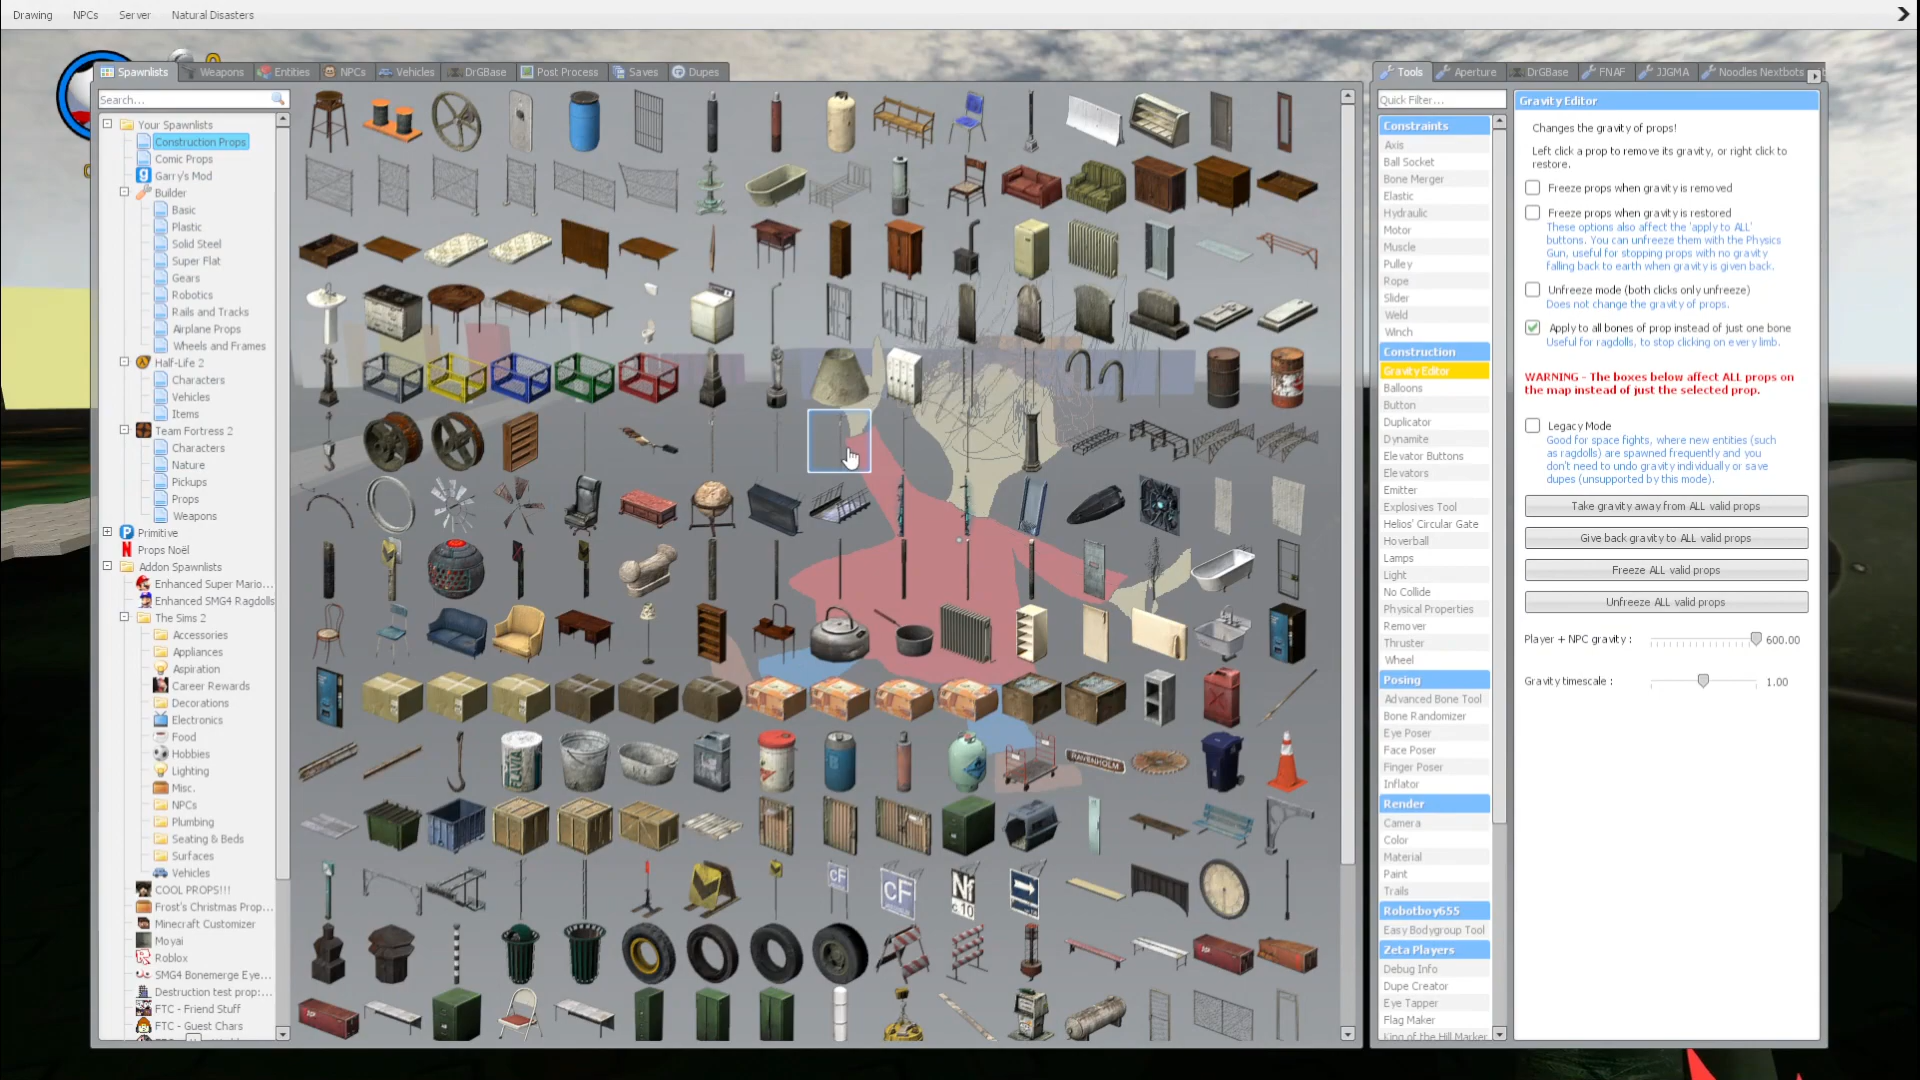 Drawing NPCs Server Natural Disasters
Spawnlists Weapons Entities NPCs Vehicles DrGBase Post Process Saves Dupes
Search...
Your Spawnlists
Construction Props
Comic Props
Garry's Mod
Builder
Basic
Plastic
Solid Steel
Super Flat
Gears
Robotics
Rails and Tracks
Airplane Props
Wheels and Frames
Half-Life 2
Characters
Vehicles
Items
Team Fortress 2
Characters
Nature
Pickups
Props
Weapons
Primitive
Props Noël
Addon Spawnlists
Enhanced Super Mario...
Enhanced SMG4 Ragdolls
The Sims 2
Accessories
Appliances
Aspiration
Career Rewards
Decorations
Electronics
Food
Hobbies
Lighting
Misc.
NPCs
Plumbing
Seating & Beds
Surfaces
Vehicles
COOL PROPS!!!
Frost's Christmas Prop...
Minecraft Customizer
Moyai
Roblox
SMG4 Bonemerge Eye...
Destruction test prop:...
FTC - Friend Stuff
FTC - Guest Chars
RAVENHOLM
cF
cF
Nf
c 10
Tools Aperture DrGBase FNAF JJGMA Noodles Nextbots
Quick Filter...
Constraints
Axis
Ball Socket
Bone Merger
Elastic
Hydraulic
Motor
Muscle
Pulley
Rope
Slider
Weld
Winch
Construction
Gravity Editor
Balloons
Button
Duplicator
Dynamite
Elevator Buttons
Elevators
Emitter
Explosives Tool
Helios' Circular Gate
Hoverball
Lamps
Light
No Collide
Physical Properties
Remover
Thruster
Wheel
Posing
Advanced Bone Tool
Bone Randomizer
Eye Poser
Face Poser
Finger Poser
Inflator
Render
Camera
Color
Material
Paint
Trails
Robotboy655
Easy Bodygroup Tool
Zeta Players
Debug Info
Dupe Creator
Eye Tapper
Flag Maker
King of the Hill Marker
Gravity Editor
Changes the gravity of props!
Left click a prop to remove its gravity, or right click to
restore.
Freeze props when gravity is removed
Freeze props when gravity is restored
These options also affect the 'apply to ALL'
buttons. You can unfreeze them with the Physics
Gun, useful for stopping props with no gravity
falling back to earth when gravity is given back.
Unfreeze mode (both clicks only unfreeze)
Does not change the gravity of props.
Apply to all bones of prop instead of just one bone
Useful for ragdolls, to stop clicking on every limb.
WARNING - The boxes below affect ALL props on
the map instead of just the selected prop.
Legacy Mode
Good for space fights, where new entities (such
as ragdolls) are spawned frequently and you
don't need to undo gravity individually or save
dupes (unsupported by this mode).
Take gravity away from ALL valid props
Give back gravity to ALL valid props
Freeze ALL valid props
Unfreeze ALL valid props
Player + NPC gravity : 600.00
Gravity timescale : 1.00